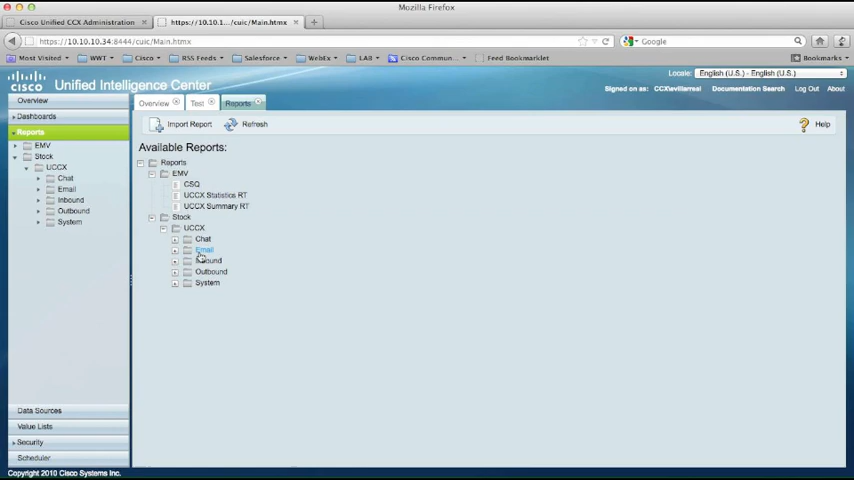 Mozilla Firefox
Cisco Unified CCX Administration
https://10.10.1...r/cuic/Main.htmx
https://10.10.10.34:8444/cuic/Main.htmx
Google
Most Visited WWT Cisco RSS Feeds Salesforce WebEx LAB Cisco Commun... Feed Bookmarklet Bookmarks
Locale: English (U.S.) - English (U.S.)
CISCO Unified Intelligence Center
Signed on as: CCX\evillarreal Documentation Search Log Out About
Overview
Dashboards
Reports
EMV
Stock
UCCX
Chat
Email
Inbound
Outbound
System
Data Sources
Value Lists
Security
Scheduler
Overview Test Reports
Import Report Refresh Help
Available Reports:
Reports
EMV
CSQ
UCCX Statistics RT
UCCX Summary RT
Stock
UCCX
Chat
Email
Inbound
Outbound
System
Copyright 2010 Cisco Systems Inc.